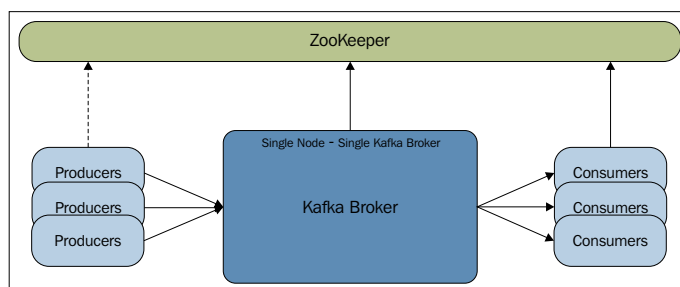 ZooKeeper
Single Node - Single Kafka Broker
Kafka Broker
Producers
Producers
Producers
Consumers
Consumers
Consumers